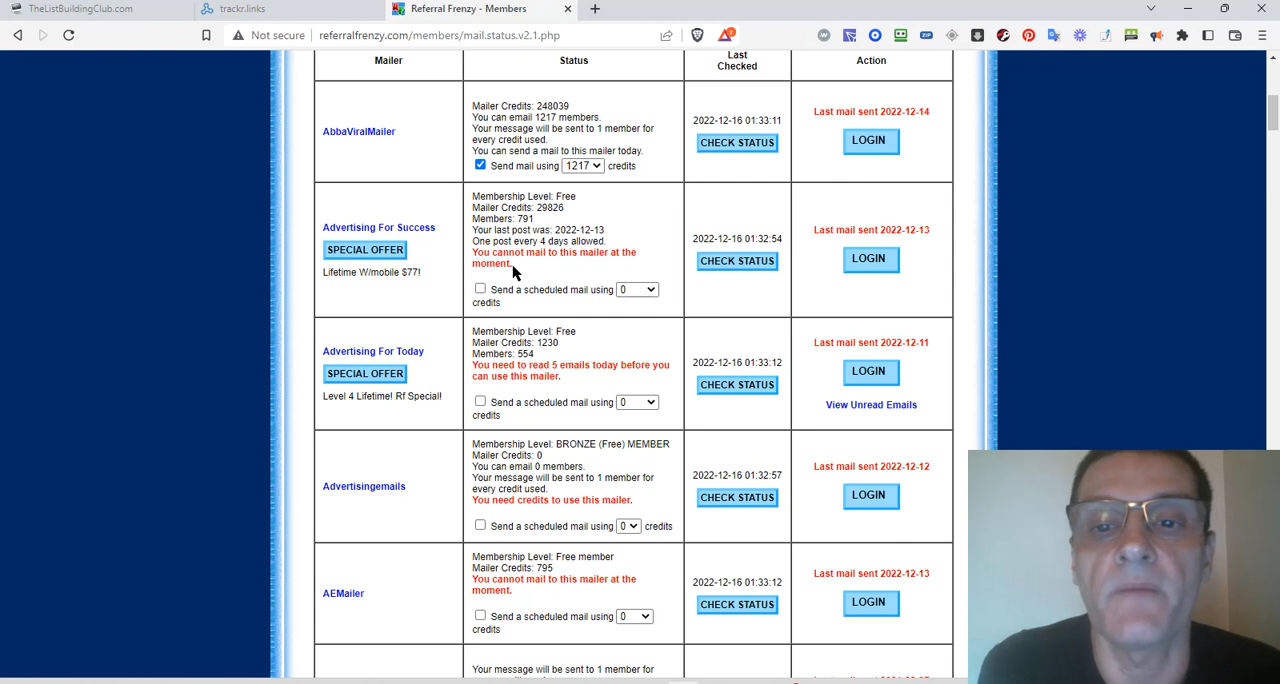 TheListBuildingClub.com
trackr.links
Referral Frenzy - Members
Not secure
referralfrenzy.com/members/mail.status.v2.1.php
2
ZIP
Mailer
Status
Last
Checked
Action
AbbaViralMailer
Mailer Credits: 248039
You can email 1217 members.
Your message will be sent to 1 member for
every credit used.
You can send a mail to this mailer today.
Send mail using 1217 credits
2022-12-16 01:33:11
CHECK STATUS
Last mail sent 2022-12-14
LOGIN
Advertising For Success
SPECIAL OFFER
Lifetime W/mobile $77!
Membership Level: Free
Mailer Credits: 29826
Members: 791
Your last post was: 2022-12-13
One post every 4 days allowed.
You cannot mail to this mailer at the
moment.
Send a scheduled mail using 0
credits
2022-12-16 01:32:54
CHECK STATUS
Last mail sent 2022-12-13
LOGIN
Advertising For Today
SPECIAL OFFER
Level 4 Lifetime! Rf Special!
Membership Level: Free
Mailer Credits: 1230
Members: 554
You need to read 5 emails today before you
can use this mailer.
Send a scheduled mail using 0
credits
2022-12-16 01:33:12
CHECK STATUS
Last mail sent 2022-12-11
LOGIN
View Unread Emails
Advertisingemails
Membership Level: BRONZE (Free) MEMBER
Mailer Credits: 0
You can email 0 members.
Your message will be sent to 1 member for
every credit used.
You need credits to use this mailer.
Send a scheduled mail using 0 credits
2022-12-16 01:32:57
CHECK STATUS
Last mail sent 2022-12-12
LOGIN
AEMailer
Membership Level: Free member
Mailer Credits: 795
You cannot mail to this mailer at the
moment.
Send a scheduled mail using 0
credits
2022-12-16 01:33:12
CHECK STATUS
Last mail sent 2022-12-13
LOGIN
Your message will be sent to 1 member for